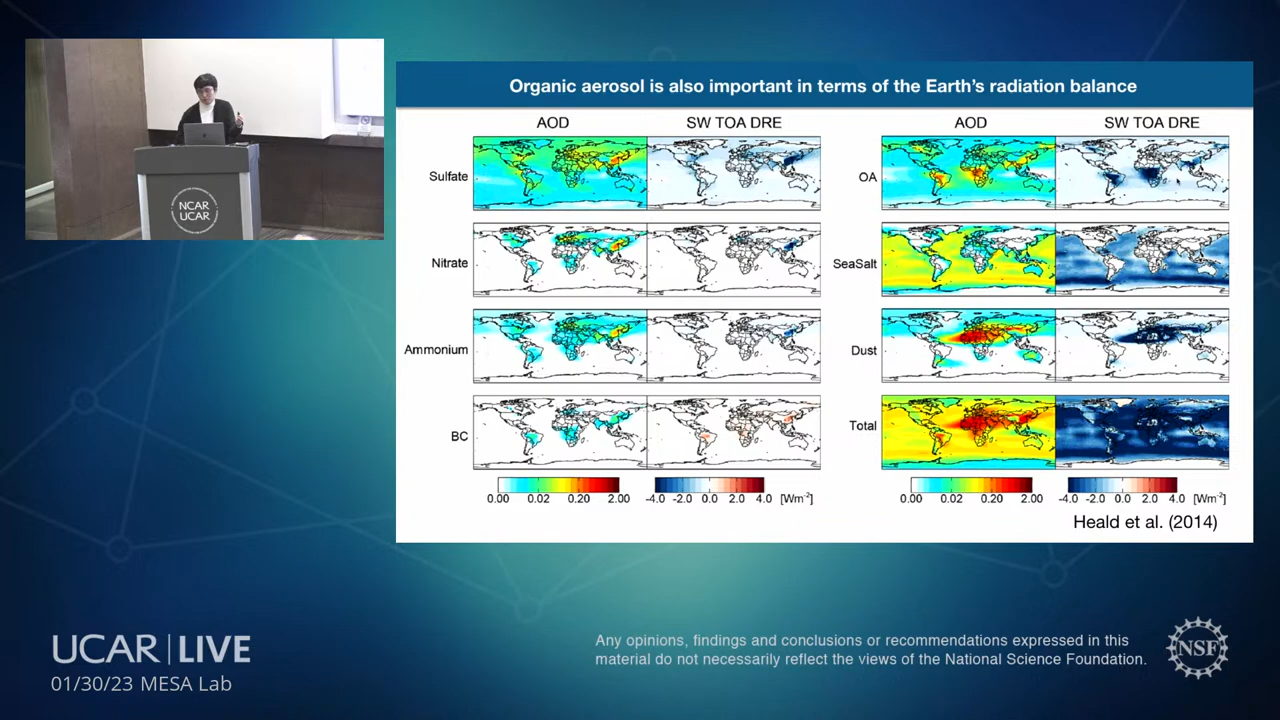 Organic aerosol is also important in terms of the Earth's radiation balance
AOD
SW TOA DRE
Sulfate
Nitrate
Ammonium
BC
0.00 0.02 0.20 2.00
-4.0 -2.0 0.0 2.0 4.0 [Wm-2]
AOD
SW TOA DRE
OA
SeaSalt
Dust
Total
0.00 0.02 0.20 2.00
-4.0 -2.0 0.0 2.0 4.0 [Wm-2]
Heald et al. (2014)
NCAR
UCAR
UCAR | LIVE
01/30/23 MESA Lab
Any opinions, findings and conclusions or recommendations expressed in this
material do not necessarily reflect the views of the National Science Foundation.
NSF